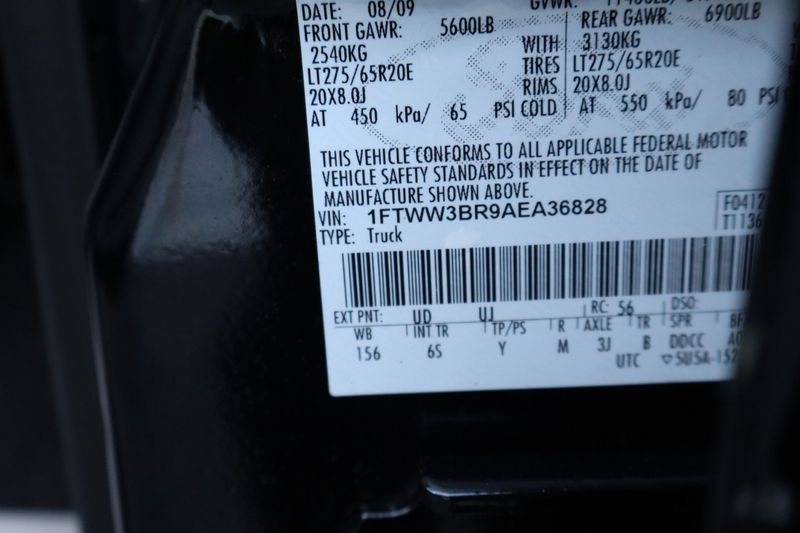 DATE: 08/09 GVWR:
FRONT GAWR: 5600LB REAR GAWR: 6900LB
2540KG WITH 3130KG
LT275/65R20E TIRES LT275/65R20E
20X8.0J RIMS 20X8.0J
AT 450 kPa/ 65 PSI COLD AT 550 kPa/ 80 PSI
THIS VEHICLE CONFORMS TO ALL APPLICABLE FEDERAL MOTOR
VEHICLE SAFETY STANDARDS IN EFFECT ON THE DATE OF
MANUFACTURE SHOWN ABOVE.
VIN: 1FTWW3BR9AEA36828 F0412
TYPE: Truck T1136
EXT PNT: UD UJ RC: 56 DSO:
WB INT TR TP/PS R AXLE TR SPR
156 6S Y M 3J B DDCC
UTC